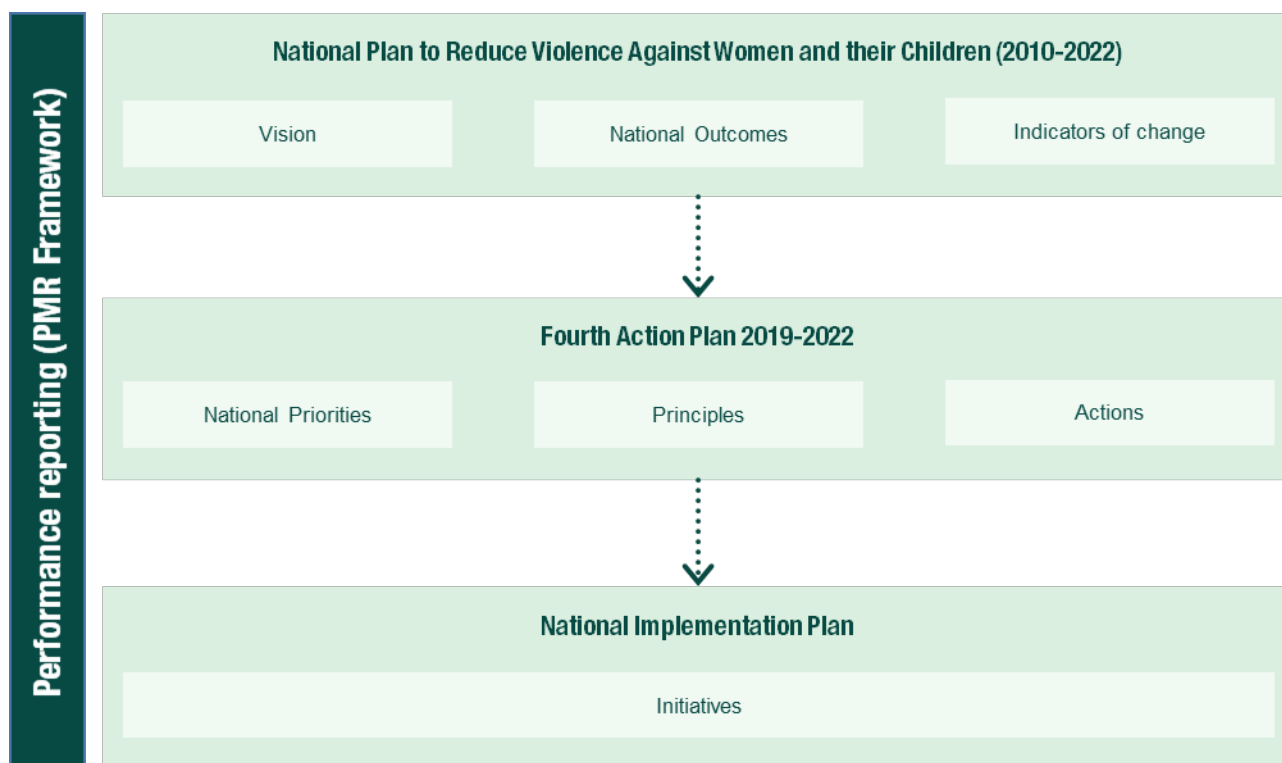 Performance reporting (PMR Framework)
National Plan to Reduce Violence Against Women and their Children (2010-2022)
Vision
National Outcomes
Indicators of change
Fourth Action Plan 2019-2022
National Priorities
Principles
Actions
National Implementation Plan
Initiatives